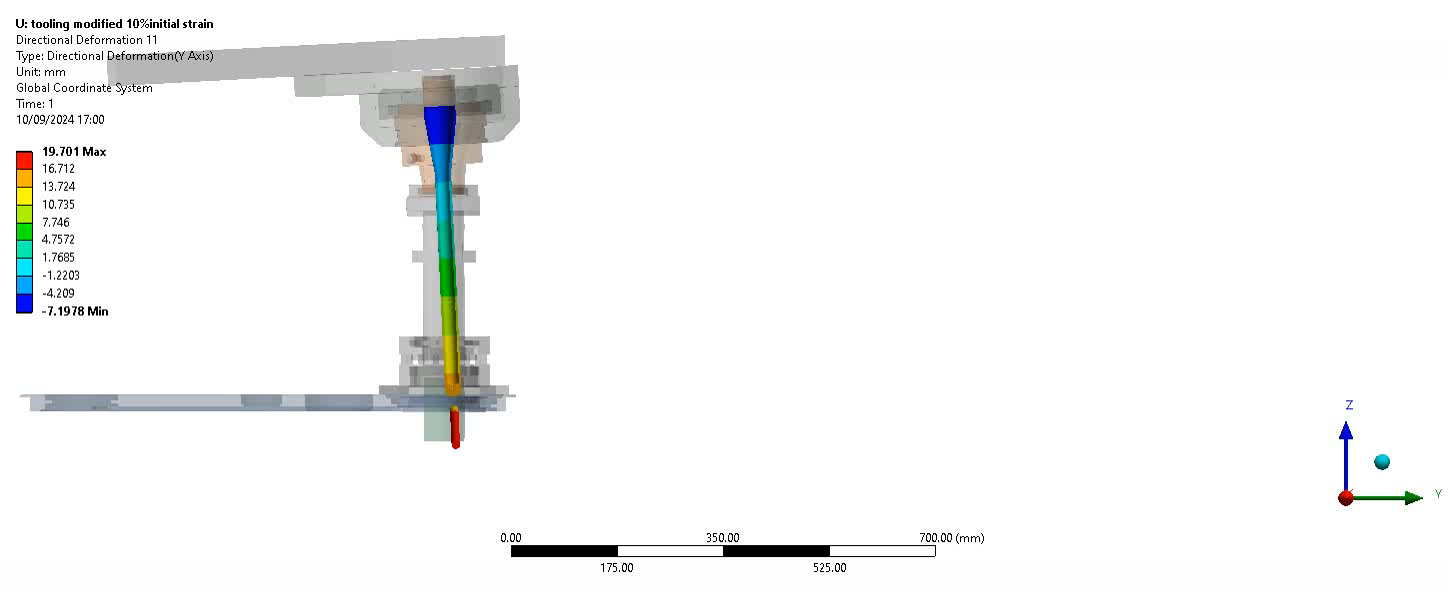 U: tooling modified 10%initial strain
Directional Deformation 11
Type: Directional Deformation(Y Axis)
Unit: mm
Global Coordinate System
Time: 1
10/09/2024 17:00
19.701 Max
16.712
13.724
10.735
7.746
4.7572
1.7685
-1.2203
-4.209
-7.1978 Min
Z
Y
0.00
350.00
700.00 (mm)
175.00
525.00